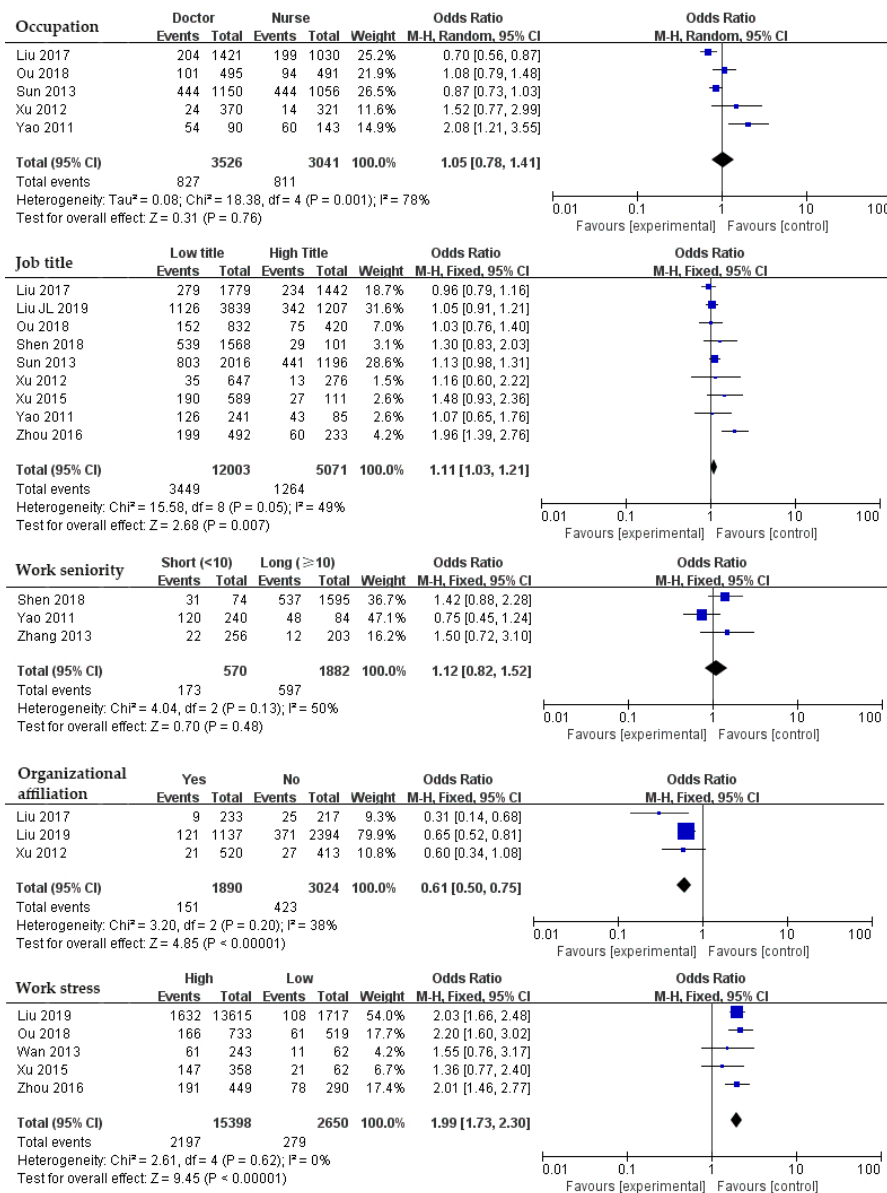 Occupation Doctor Nurse Odds Ratio Odds Ratio
Events Total Events Total Weight M-H, Random, 95% CI M-H, Random, 95% CI
Liu 2017 204 1421 199 1030 25.2% 0.70 [0.56, 0.87]
Ou 2018 101 495 94 491 21.9% 1.08 [0.79, 1.48]
Sun 2013 444 1150 444 1056 26.5% 0.87 [0.73, 1.03]
Xu 2012 24 370 14 321 11.6% 1.52 [0.77, 2.99]
Yao 2011 54 90 60 143 14.9% 2.08 [1.21, 3.55]
Total (95% CI) 3526 3041 100.0% 1.05 [0.78, 1.41]
Total events 827 811
Heterogeneity: Tau² = 0.08; Chi² = 18.38, df = 4 (P = 0.001); I² = 78%
Test for overall effect: Z = 0.31 (P = 0.76)
0.01 0.1 1 10 100
Favours [experimental] Favours [control]
Job title Low title High Title Odds Ratio Odds Ratio
Events Total Events Total Weight M-H, Fixed, 95% CI M-H, Fixed, 95% CI
Liu 2017 279 1779 234 1442 18.7% 0.96 [0.79, 1.16]
Liu JL 2019 1126 3839 342 1207 31.6% 1.05 [0.91, 1.21]
Ou 2018 152 832 75 420 7.0% 1.03 [0.76, 1.40]
Shen 2018 539 1568 29 101 3.1% 1.30 [0.83, 2.03]
Sun 2013 803 2016 441 1196 28.6% 1.13 [0.98, 1.31]
Xu 2012 35 647 13 276 1.5% 1.16 [0.60, 2.22]
Xu 2015 190 589 27 111 2.6% 1.48 [0.93, 2.36]
Yao 2011 126 241 43 85 2.6% 1.07 [0.65, 1.76]
Zhou 2016 199 492 60 233 4.2% 1.96 [1.39, 2.76]
Total (95% CI) 12003 5071 100.0% 1.11 [1.03, 1.21]
Total events 3449 1264
Heterogeneity: Chi² = 15.58, df = 8 (P = 0.05); I² = 49%
Test for overall effect: Z = 2.68 (P = 0.007)
0.01 0.1 1 10 100
Favours [experimental] Favours [control]
Work seniority Short (<10) Long (≥10) Odds Ratio Odds Ratio
Events Total Events Total Weight M-H, Fixed, 95% CI M-H, Fixed, 95% CI
Shen 2018 31 74 537 1595 36.7% 1.42 [0.88, 2.28]
Yao 2011 120 240 48 84 47.1% 0.75 [0.45, 1.24]
Zhang 2013 22 256 12 203 16.2% 1.50 [0.72, 3.10]
Total (95% CI) 570 1882 100.0% 1.12 [0.82, 1.52]
Total events 173 597
Heterogeneity: Chi² = 4.04, df = 2 (P = 0.13); I² = 50%
Test for overall effect: Z = 0.70 (P = 0.48)
0.01 0.1 1 10 100
Favours [experimental] Favours [control]
Organizational Yes No Odds Ratio Odds Ratio
affiliation Events Total Events Total Weight M-H, Fixed, 95% CI M-H, Fixed, 95% CI
Liu 2017 9 233 25 217 9.3% 0.31 [0.14, 0.68]
Liu 2019 121 1137 371 2394 79.9% 0.65 [0.52, 0.81]
Xu 2012 21 520 27 413 10.8% 0.60 [0.34, 1.08]
Total (95% CI) 1890 3024 100.0% 0.61 [0.50, 0.75]
Total events 151 423
Heterogeneity: Chi² = 3.20, df = 2 (P = 0.20); I² = 38%
Test for overall effect: Z = 4.85 (P < 0.00001)
0.01 0.1 1 10 100
Favours [experimental] Favours [control]
Work stress High Low Odds Ratio Odds Ratio
Events Total Events Total Weight M-H, Fixed, 95% CI M-H, Fixed, 95% CI
Liu 2019 1632 13615 108 1717 54.0% 2.03 [1.66, 2.48]
Ou 2018 166 733 61 519 17.7% 2.20 [1.60, 3.02]
Wan 2013 61 243 11 62 4.2% 1.55 [0.76, 3.17]
Xu 2015 147 358 21 62 6.7% 1.36 [0.77, 2.40]
Zhou 2016 191 449 78 290 17.4% 2.01 [1.46, 2.77]
Total (95% CI) 15398 2650 100.0% 1.99 [1.73, 2.30]
Total events 2197 279
Heterogeneity: Chi² = 2.61, df = 4 (P = 0.62); I² = 0%
Test for overall effect: Z = 9.45 (P < 0.00001)
0.01 0.1 1 10 100
Favours [experimental] Favours [control]